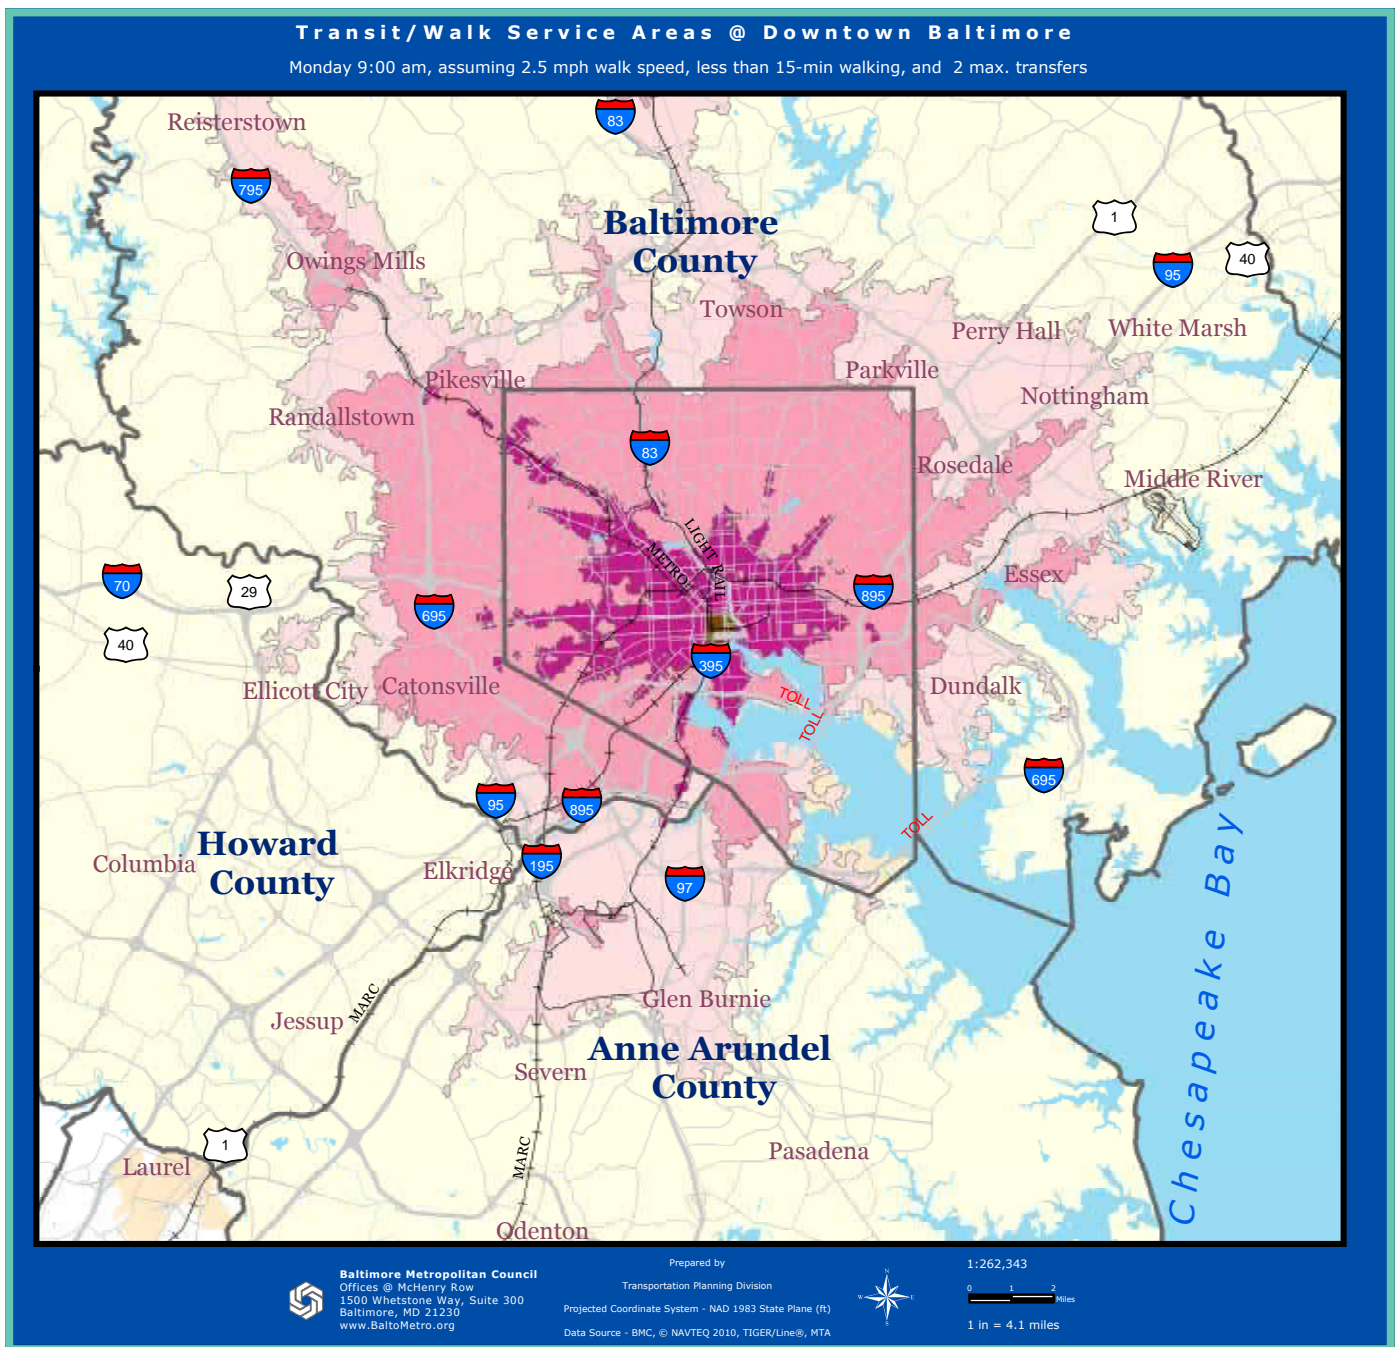 Transit/Walk Service Areas @ Downtown Baltimore
Monday 9:00 am, assuming 2.5 mph walk speed, less than 15-min walking, and 2 max. transfers
Reisterstown
83
795
Baltimore
County
1
40
95
Owings Mills
Towson
Perry Hall
White Marsh
Pikesville
Parkville
Nottingham
Randallstown
83
Rosedale
Middle River
LIGHT RAIL
METRO
Essex
70
29
695
895
40
395
Ellicott City
Catonsville
Dundalk
TOLL
TOLL
695
95
895
TOLL
Howard
County
Columbia
Elkridge
195
97
Chesapeake Bay
Glen Burnie
MARC
Jessup
Anne Arundel
County
Severn
1
MARC
Laurel
Pasadena
Odenton
Baltimore Metropolitan Council
Offices @ McHenry Row
1500 Whetstone Way, Suite 300
Baltimore, MD 21230
www.BaltoMetro.org
Prepared by
Transportation Planning Division
Projected Coordinate System - NAD 1983 State Plane (ft)
Data Source - BMC, © NAVTEQ 2010, TIGER/Line®, MTA
N
W
E
S
1:262,343
0 1 2
Miles
1 in = 4.1 miles